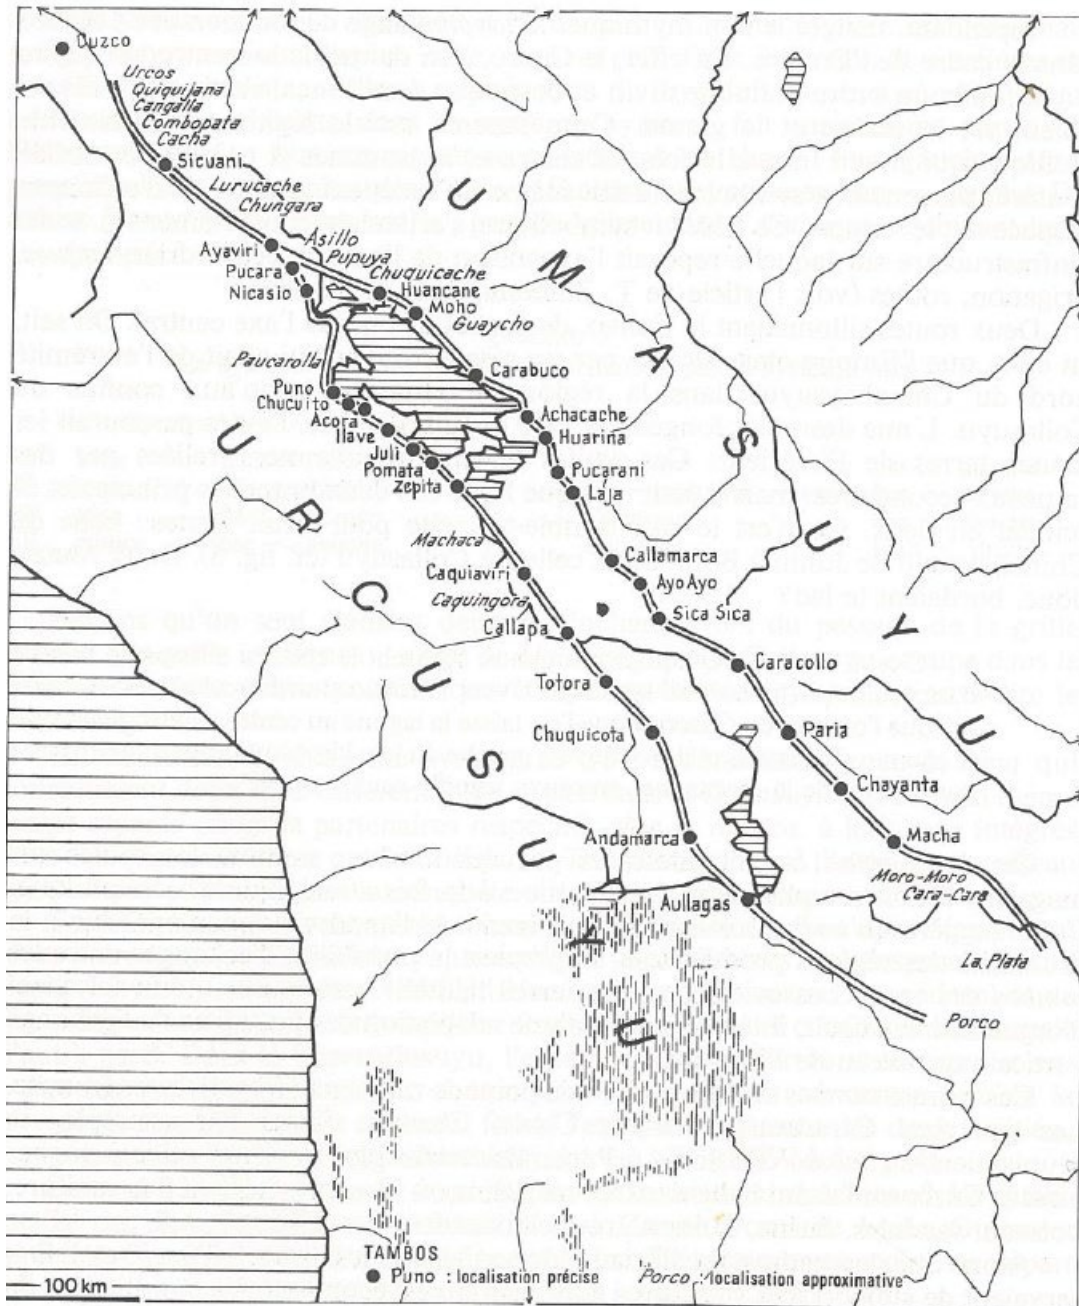 Cuzco
Urcos
Quiquijana
Cangalla
Combopata
Cacha
Sicuani
Lurucache
Chungara
Asillo
Ayaviri
Pupuya
Pucara
Chuquicache
Nicasio
Huancane
Moho
Guaycho
Paucarcolla
Carabuco
Puno
Chucuito
Achacache
Acora
Huarina
Ilave
Juli
Pomata
Pucarani
Zepita
Laja
Machaca
Callamarca
Caquiaviri
Ayo Ayo
Caquingora
Sica Sica
Callapa
Caracollo
Totora
Chuquicota
Paria
Chayanta
Andamarca
Macha
Moro-Moro
Cara-Cara
Aullagas
La Plata
Porco
UMASUYU
URCUSUYU
TAMBOS
Puno : localisation précise
Porco : localisation approximative
100 km